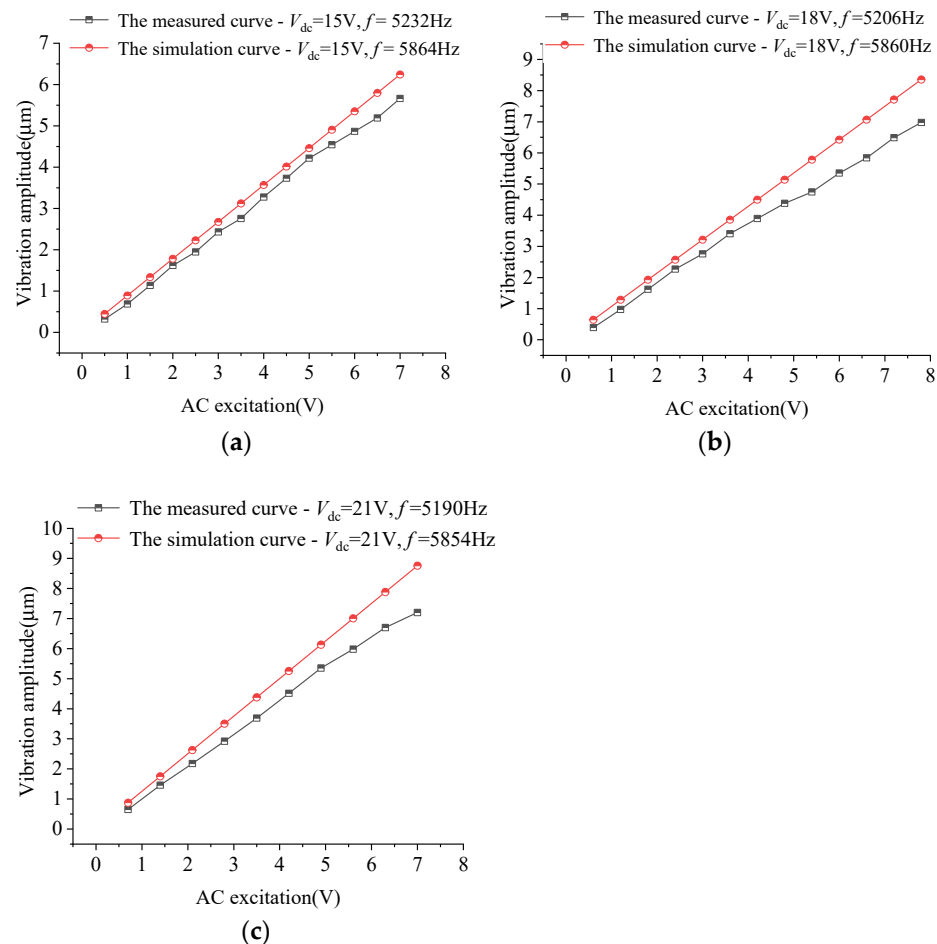 The measured curve - Vdc=15V, f = 5232Hz
The simulation curve - Vdc=15V, f = 5864Hz
7
6
5
4
3
2
1
0
Vibration amplitude(μm)
0 1 2 3 4 5 6 7 8
AC excitation(V)
(a)
The measured curve - Vdc=18V, f=5206Hz
The simulation curve - Vdc=18V, f=5860Hz
9
8
7
6
5
4
3
2
1
0
Vibration amplitude(μm)
0 1 2 3 4 5 6 7 8
AC excitation(V)
(b)
The measured curve - Vdc=21V, f=5190Hz
The simulation curve - Vdc=21V, f=5854Hz
10
9
8
7
6
5
4
3
2
1
0
Vibration amplitude(μm)
0 1 2 3 4 5 6 7 8
AC excitation(V)
(c)